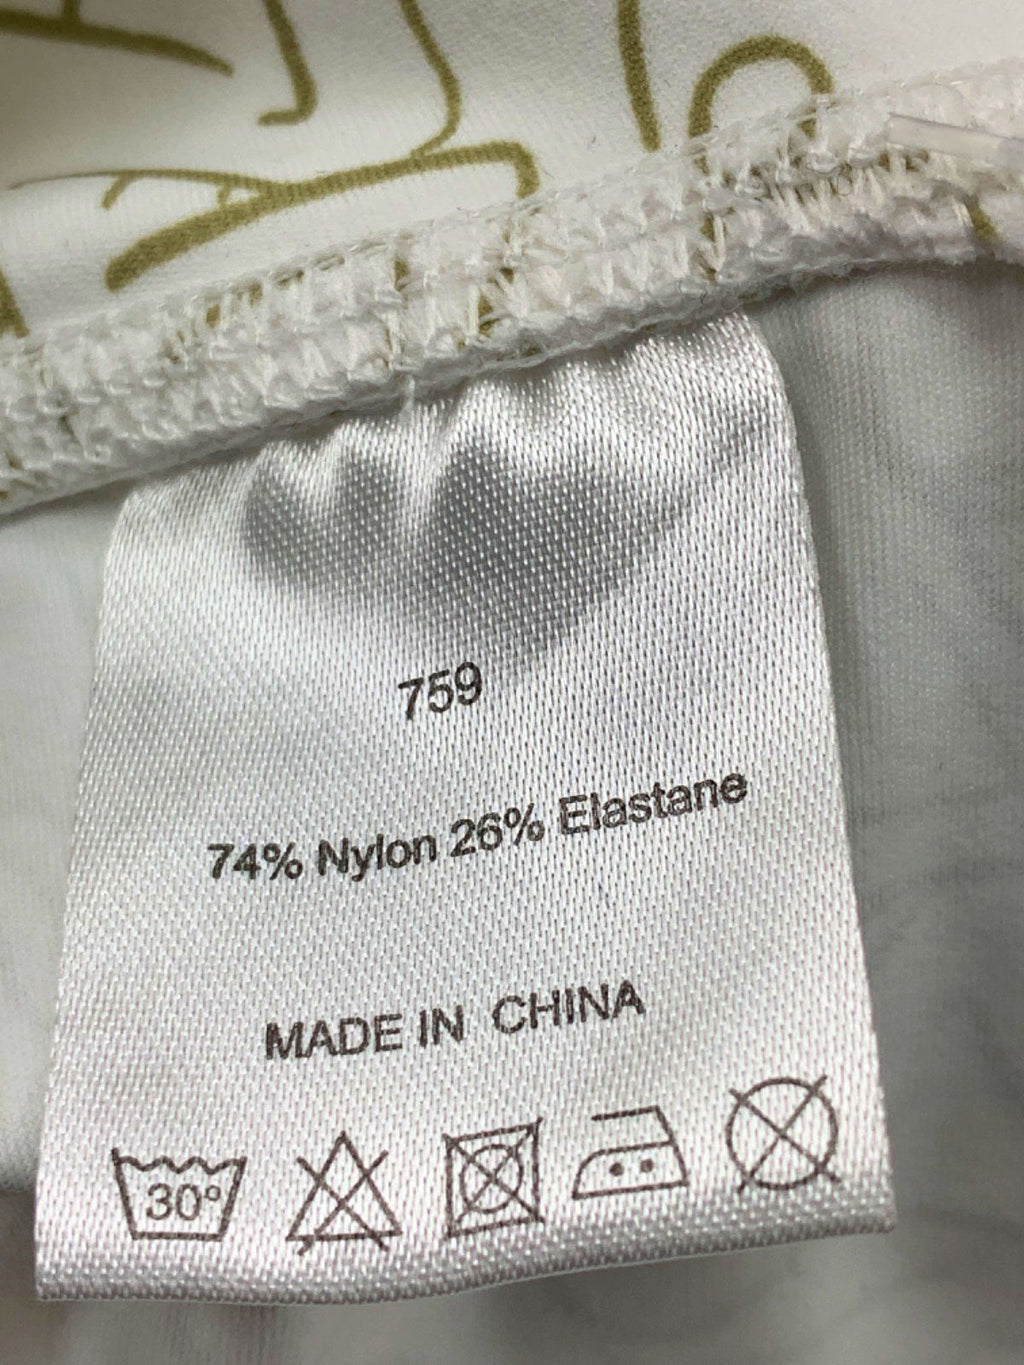 759
74% Nylon 26% Elastane
MADE IN CHINA
30°